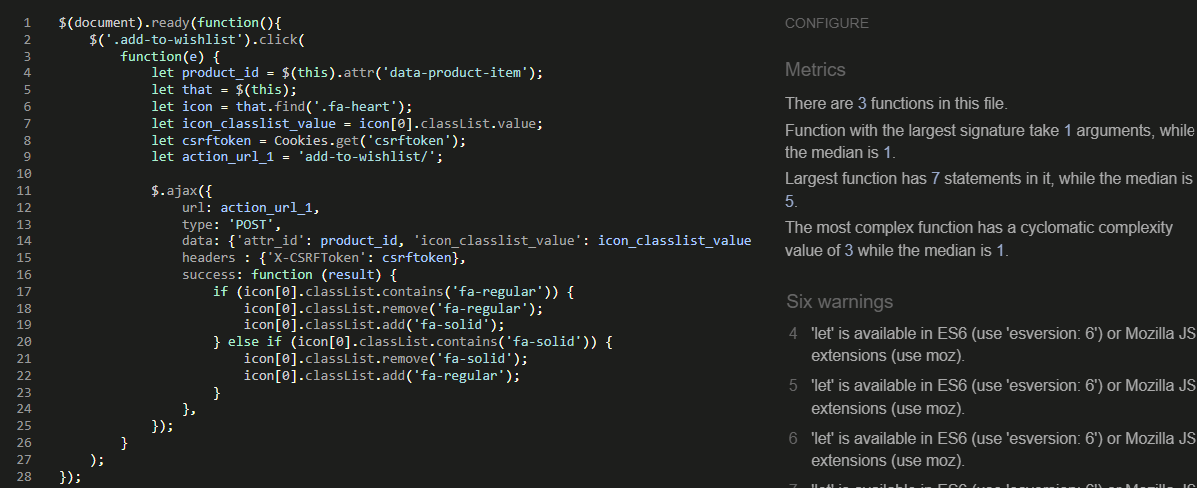 1 $(document).ready(function(){
2 $('.add-to-wishlist').click(
3 function(e) {
4 let product_id = $(this).attr('data-product-item');
5 let that = $(this);
6 let icon = that.find('.fa-heart');
7 let icon_classlist_value = icon[0].classList.value;
8 let csrftoken = Cookies.get('csrftoken');
9 let action_url_1 = 'add-to-wishlist/';
10
11 $.ajax({
12 url: action_url_1,
13 type: 'POST',
14 data: {'attr_id': product_id, 'icon_classlist_value': icon_classlist_value
15 headers : {'X-CSRFToken': csrftoken},
16 success: function (result) {
17 if (icon[0].classList.contains('fa-regular')) {
18 icon[0].classList.remove('fa-regular');
19 icon[0].classList.add('fa-solid');
20 } else if (icon[0].classList.contains('fa-solid')) {
21 icon[0].classList.remove('fa-solid');
22 icon[0].classList.add('fa-regular');
23 }
24 },
25 });
26 }
27 );
28 });
CONFIGURE
Metrics
There are 3 functions in this file.
Function with the largest signature take 1 arguments, while
the median is 1.
Largest function has 7 statements in it, while the median is
5.
The most complex function has a cyclomatic complexity
value of 3 while the median is 1.
Six warnings
4 'let' is available in ES6 (use 'esversion: 6') or Mozilla JS
extensions (use moz).
5 'let' is available in ES6 (use 'esversion: 6') or Mozilla JS
extensions (use moz).
6 'let' is available in ES6 (use 'esversion: 6') or Mozilla JS
extensions (use moz).